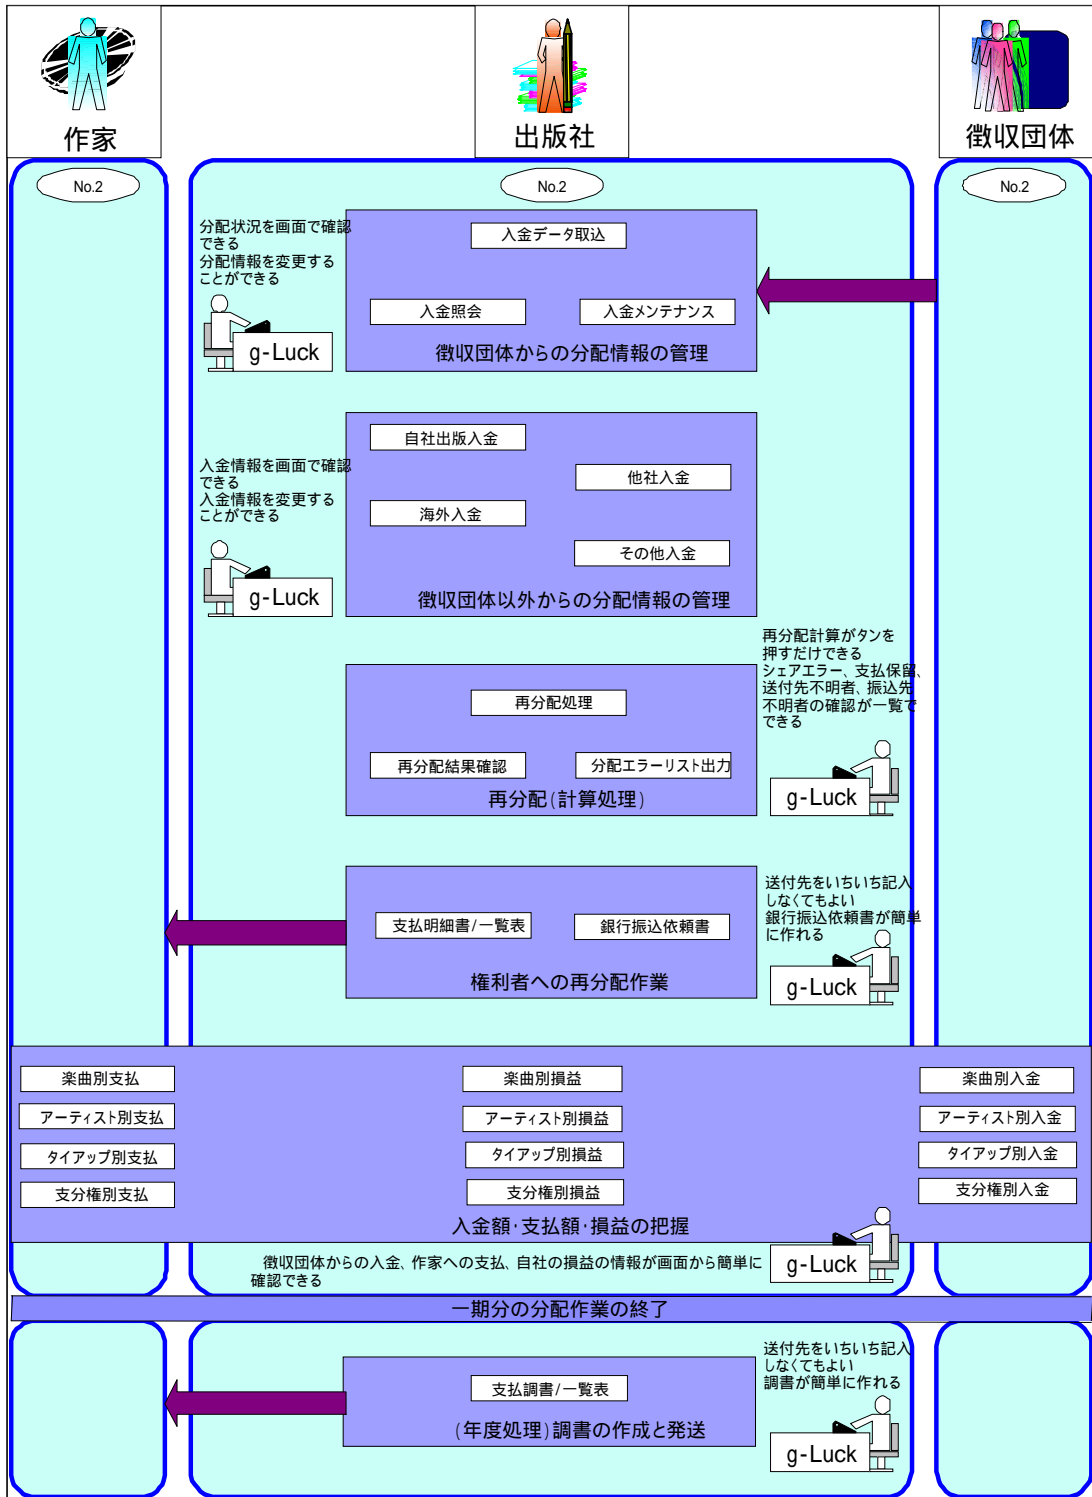 作家
出版社
徴収団体
No.2
No.2
No.2
分配状況を画面で確認
できる
分配情報を変更する
ことができる
g-Luck
入金データ取込
入金照会
入金メンテナンス
徴収団体からの分配情報の管理
入金情報を画面で確認
できる
入金情報を変更する
ことができる
g-Luck
自社出版入金
他社入金
海外入金
その他入金
徴収団体以外からの分配情報の管理
再分配計算がタンを
押すだけできる
シェアエラー、支払保留、
送付先不明者、振込先
不明者の確認が一覧で
できる
g-Luck
再分配処理
再分配結果確認
分配エラーリスト出力
再分配(計算処理)
支払明細書/一覧表
銀行振込依頼書
権利者への再分配作業
送付先をいちいち記入
しなくてもよい
銀行振込依頼書が簡単
に作れる
g-Luck
楽曲別支払
楽曲別損益
楽曲別入金
アーティスト別支払
アーティスト別損益
アーティスト別入金
タイアップ別支払
タイアップ別損益
タイアップ別入金
支分権別支払
支分権別損益
支分権別入金
入金額・支払額・損益の把握
徴収団体からの入金、作家への支払、自社の損益の情報が画面から簡単に
確認できる
g-Luck
一期分の分配作業の終了
支払調書/一覧表
(年度処理)調書の作成と発送
送付先をいちいち記入
しなくてもよい
調書が簡単に作れる
g-Luck